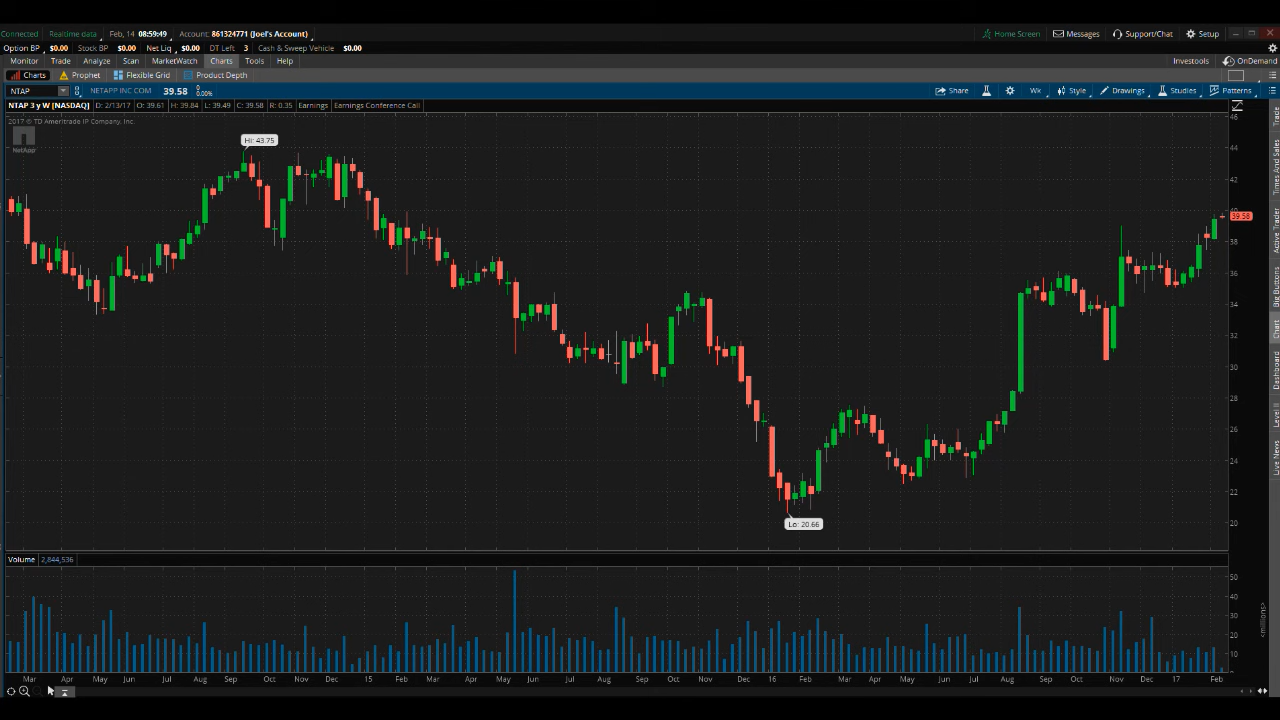 Connected Realtime data Feb, 14 08:59:49 Account: 861324771 (Joel's Account) Home Screen Messages Support/Chat Setup
Option BP $0.00 Stock BP $0.00 Net Liq $0.00 DT Left 3 Cash & Sweep Vehicle $0.00
Monitor Trade Analyze Scan MarketWatch Charts Tools Help Investools OnDemand
Charts Prophet Flexible Grid Product Depth
NTAP NETAPP INC COM 39.58 0 0.00% Share Wk Style Drawings Studies Patterns
NTAP 3 y W [NASDAQ] D: 2/13/17 O: 39.61 H: 39.84 L: 39.49 C: 39.58 R: 0.35 Earnings Earnings Conference Call
2017 © TD Ameritrade IP Company, Inc.
NetApp
Hi: 43.75
Lo: 20.66
46
44
42
40
39.58
38
36
34
32
30
28
26
24
22
20
Trade
Times And Sales
Active Trader
Big Buttons
Chart
Dashboard
Level II
Live News
Volume 2,844,536
50
40
30
20
10
<millions>
Mar Apr May Jun Jul Aug Sep Oct Nov Dec 15 Feb Mar Apr May Jun Jul Aug Sep Oct Nov Dec 16 Feb Mar Apr May Jun Jul Aug Sep Oct Nov Dec 17 Feb